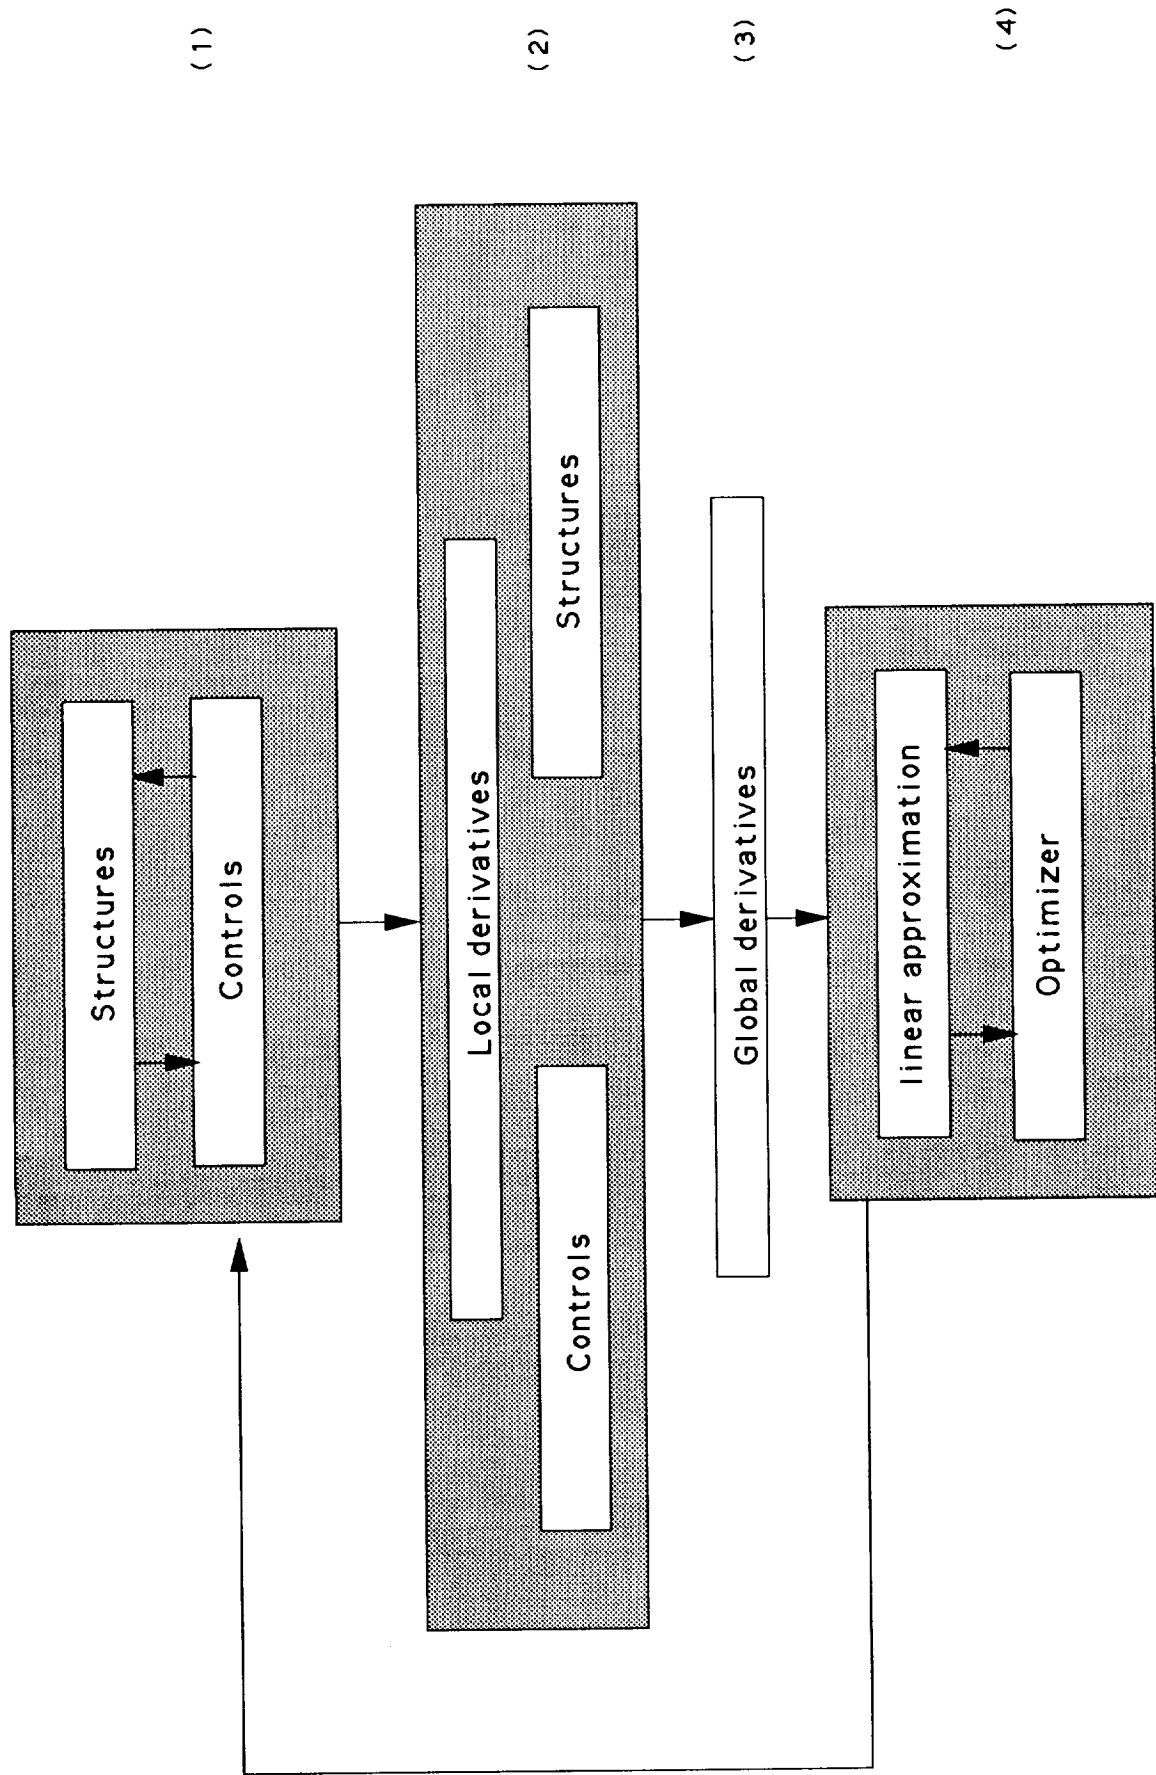 Structures
Controls
(1)
Local derivatives
Controls
Structures
(2)
Global derivatives
(3)
linear approximation
Optimizer
(4)